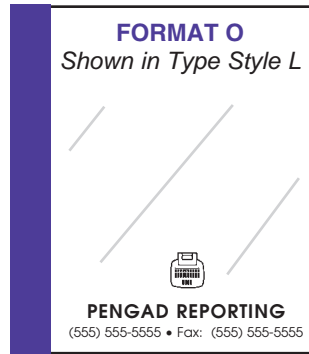 FORMAT O
Shown in Type Style L
PENGAD REPORTING
(555) 555-5555 • Fax: (555) 555-5555